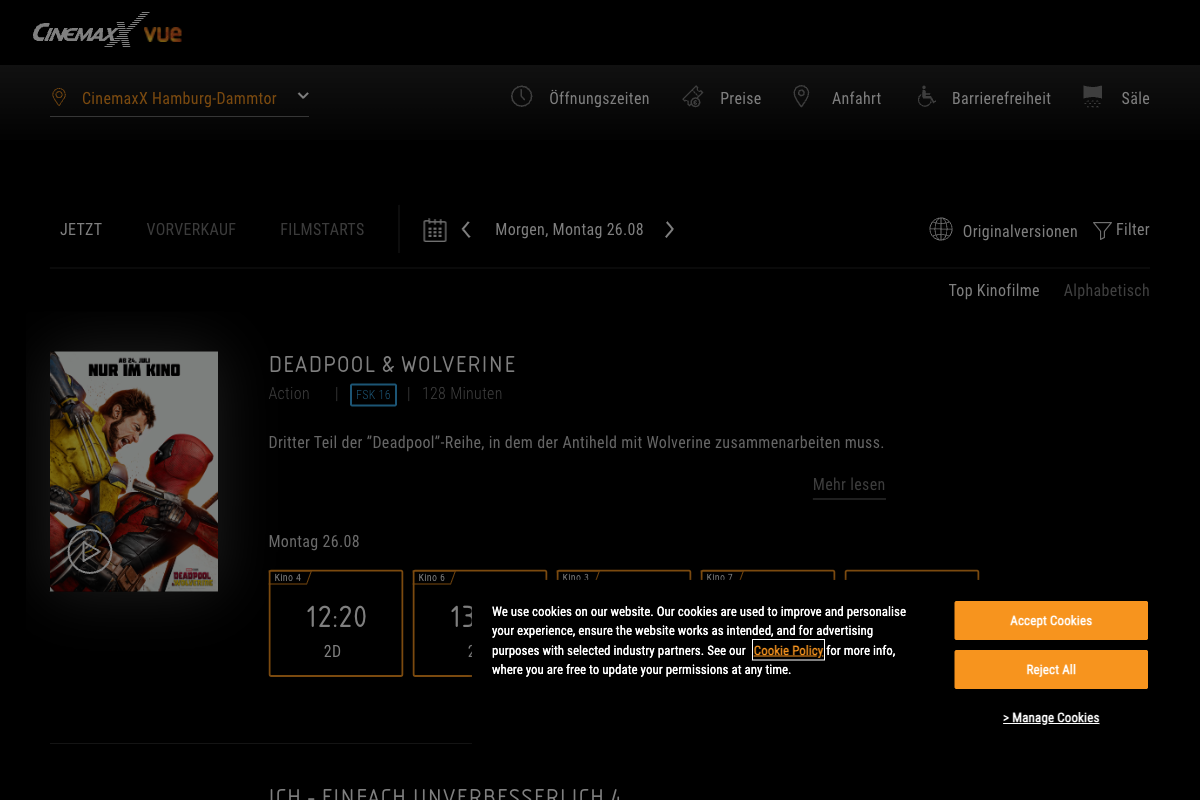 CINEMAXX vue
CinemaxX Hamburg-Dammtor
Öffnungszeiten
Preise
Anfahrt
Barrierefreiheit
Säle
JETZT
VORVERKAUF
FILMSTARTS
Morgen, Montag 26.08
Originalversionen
Filter
Top Kinofilme
Alphabetisch
AB 24. JULI
NUR IM KINO
DEADPOOL
& WOLVERINE
DEADPOOL & WOLVERINE
Action | FSK 16 | 128 Minuten
Dritter Teil der “Deadpool”-Reihe, in dem der Antiheld mit Wolverine zusammenarbeiten muss.
Mehr lesen
Montag 26.08
Kino 4
12:20
2D
Kino 6
13
Kino 3
Kino 7
We use cookies on our website. Our cookies are used to improve and personalise
your experience, ensure the website works as intended, and for advertising
purposes with selected industry partners. See our Cookie Policy for more info,
where you are free to update your permissions at any time.
Accept Cookies
Reject All
> Manage Cookies
ICH - EINFACH UNVERBESSERLICH 4